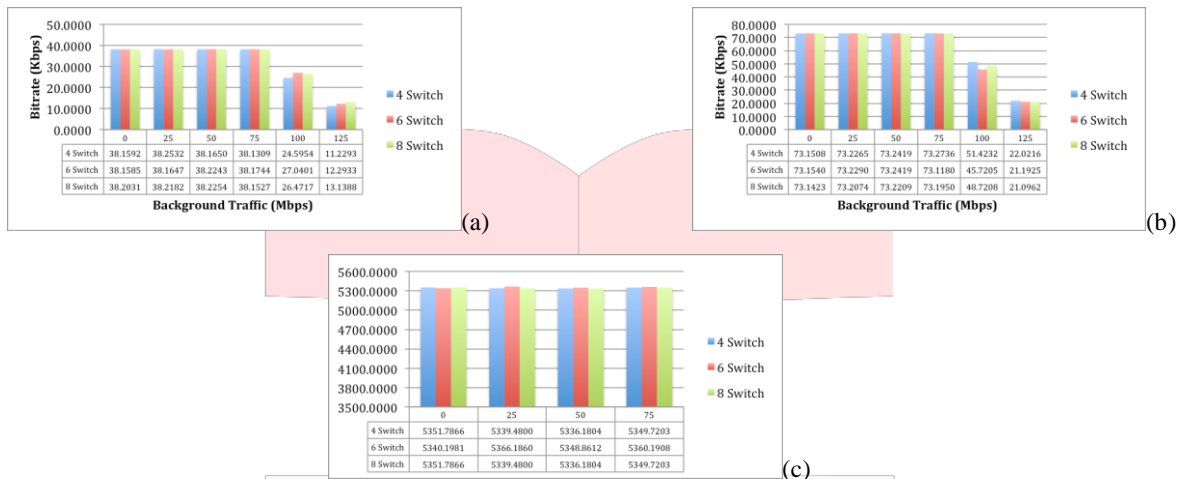 50.0000
40.0000
30.0000
20.0000
10.0000
0.0000
Bitrate (Kbps)
0 25 50 75 100 125
4 Switch 38.1592 38.2532 38.1650 38.1309 24.5954 11.2293
6 Switch 38.1585 38.1647 38.2243 38.1744 27.0401 12.2933
8 Switch 38.2031 38.2182 38.2254 38.1527 26.4717 13.1388
Background Traffic (Mbps)
4 Switch
6 Switch
8 Switch
(a)
80.0000
70.0000
60.0000
50.0000
40.0000
30.0000
20.0000
10.0000
0.0000
Bitrate (Kbps)
0 25 50 75 100 125
4 Switch 73.1508 73.2265 73.2419 73.2736 51.4232 22.0216
6 Switch 73.1540 73.2290 73.2419 73.1180 45.7205 21.1925
8 Switch 73.1423 73.2074 73.2209 73.1950 48.7208 21.0962
Background Traffic (Mbps)
4 Switch
6 Switch
8 Switch
(b)
5600.0000
5300.0000
5000.0000
4700.0000
4400.0000
4100.0000
3800.0000
3500.0000
0 25 50 75
4 Switch 5351.7866 5339.4800 5336.1804 5349.7203
6 Switch 5340.1981 5366.1860 5348.8612 5360.1908
8 Switch 5351.7866 5339.4800 5336.1804 5349.7203
4 Switch
6 Switch
8 Switch
(c)